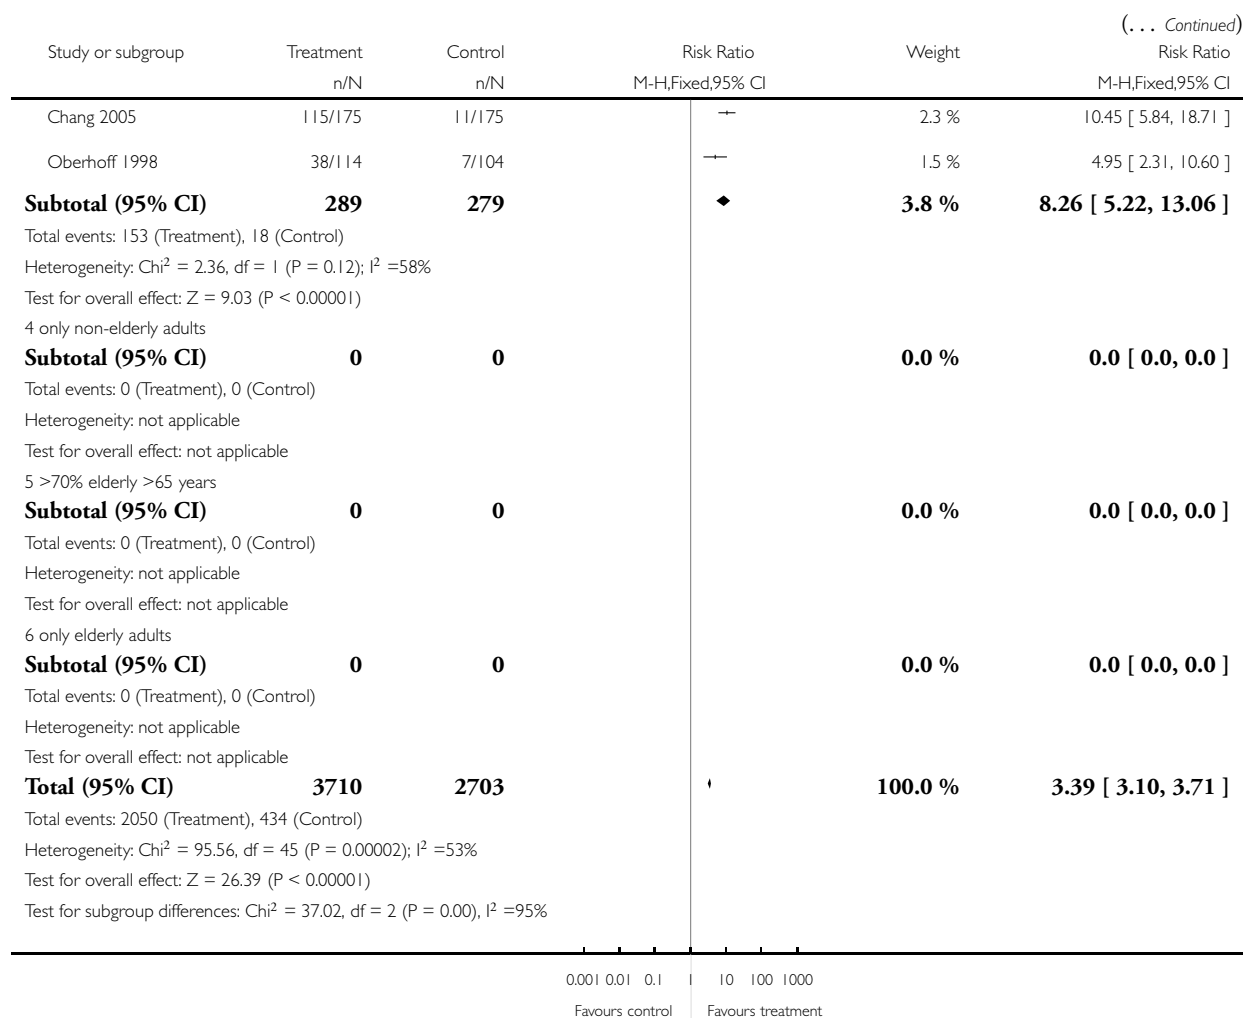 (... Continued)
Study or subgroup Treatment Control Risk Ratio Weight Risk Ratio
n/N n/N M-H,Fixed,95% CI M-H,Fixed,95% CI
Chang 2005 115/175 11/175 2.3 % 10.45 [ 5.84, 18.71 ]
Oberhoff 1998 38/114 7/104 1.5 % 4.95 [ 2.31, 10.60 ]
Subtotal (95% CI) 289 279 3.8 % 8.26 [ 5.22, 13.06 ]
Total events: 153 (Treatment), 18 (Control)
Heterogeneity: Chi² = 2.36, df = 1 (P = 0.12); I² =58%
Test for overall effect: Z = 9.03 (P < 0.00001)
4 only non-elderly adults
Subtotal (95% CI) 0 0 0.0 % 0.0 [ 0.0, 0.0 ]
Total events: 0 (Treatment), 0 (Control)
Heterogeneity: not applicable
Test for overall effect: not applicable
5 >70% elderly >65 years
Subtotal (95% CI) 0 0 0.0 % 0.0 [ 0.0, 0.0 ]
Total events: 0 (Treatment), 0 (Control)
Heterogeneity: not applicable
Test for overall effect: not applicable
6 only elderly adults
Subtotal (95% CI) 0 0 0.0 % 0.0 [ 0.0, 0.0 ]
Total events: 0 (Treatment), 0 (Control)
Heterogeneity: not applicable
Test for overall effect: not applicable
Total (95% CI) 3710 2703 100.0 % 3.39 [ 3.10, 3.71 ]
Total events: 2050 (Treatment), 434 (Control)
Heterogeneity: Chi² = 95.56, df = 45 (P = 0.00002); I² =53%
Test for overall effect: Z = 26.39 (P < 0.00001)
Test for subgroup differences: Chi² = 37.02, df = 2 (P = 0.00), I² =95%
0.001 0.01 0.1 1 10 100 1000
Favours control Favours treatment